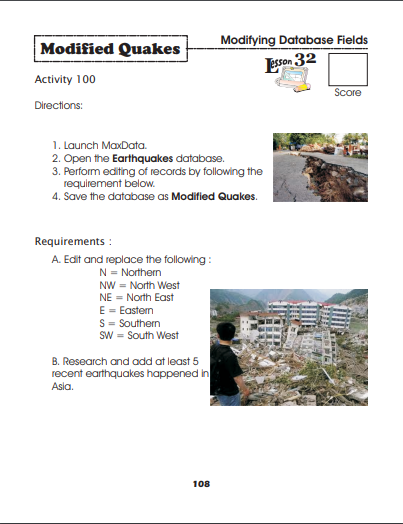 Modifying Database Fields
Modified Quakes
Lesson 32
Activity 100
Score
Directions:
1. Launch MaxData.
2. Open the Earthquakes database.
3. Perform editing of records by following the
requirement below.
4. Save the database as Modified Quakes.
Requirements :
A. Edit and replace the following :
N = Northern
NW = North West
NE = North East
E = Eastern
S = Southern
SW = South West
B. Research and add at least 5
recent earthquakes happened in
Asia.
108